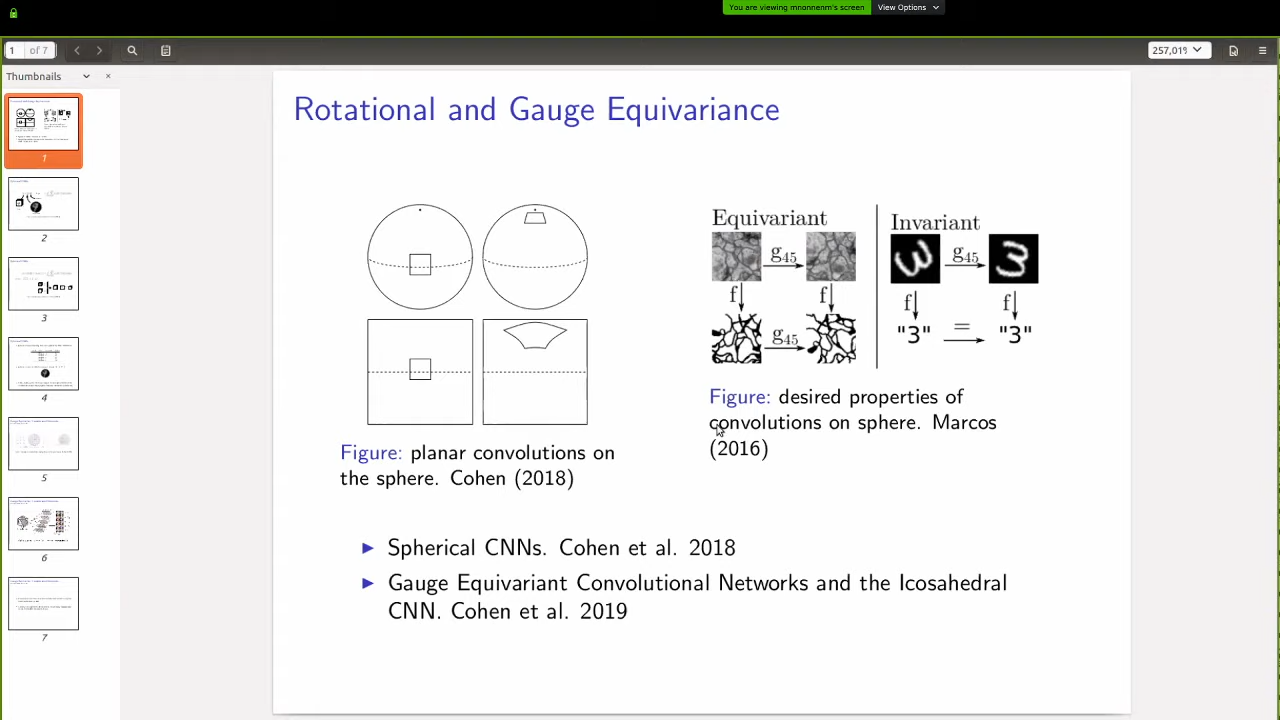 You are viewing mnonnenm's screen
View Options
1 of 7
257,01%
Thumbnails
1
2
3
4
5
6
7
Rotational and Gauge Equivariance
Equivariant
g45
f
f
g45
Invariant
g45
f
f
"3" = "3"
Figure: planar convolutions on
the sphere. Cohen (2018)
Figure: desired properties of
convolutions on sphere. Marcos
(2016)
Spherical CNNs. Cohen et al. 2018
Gauge Equivariant Convolutional Networks and the Icosahedral
CNN. Cohen et al. 2019